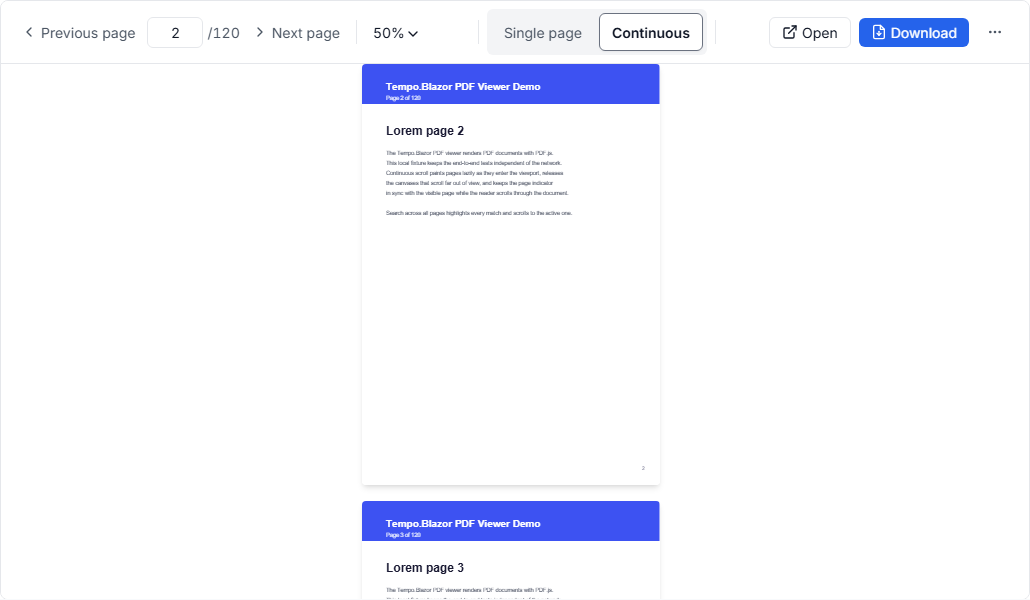 Previous page
2
/120
Next page
50%
Single page
Continuous
Open
Download
Tempo.Blazor PDF Viewer Demo
Page 2 of 120
Lorem page 2
The Tempo.Blazor PDF viewer renders PDF documents with PDF.js.
This local fixture keeps the end-to-end tests independent of the network.
Continuous scroll paints pages lazily as they enter the viewport, releases
the canvases that scroll far out of view, and keeps the page indicator
in sync with the visible page while the reader scrolls through the document.
Search across all pages highlights every match and scrolls to the active one.
2
Tempo.Blazor PDF Viewer Demo
Page 3 of 120
Lorem page 3
The Tempo.Blazor PDF viewer renders PDF documents with PDF.js.